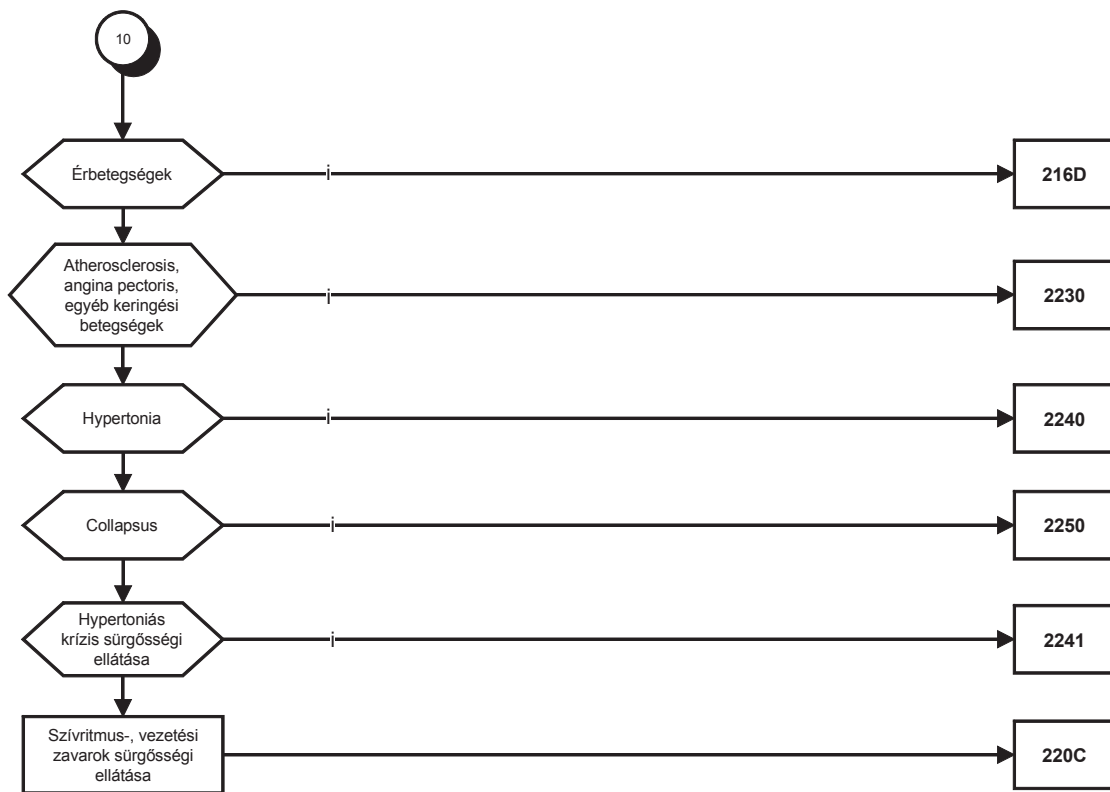 10
Érbetegségek
i
216D
Atherosclerosis,
angina pectoris,
egyéb keringési
betegségek
i
2230
Hypertonia
i
2240
Collapsus
i
2250
Hypertoniás
krízis sürgősségi
ellátása
i
2241
Szívritmus-, vezetési
zavarok sürgősségi
ellátása
220C